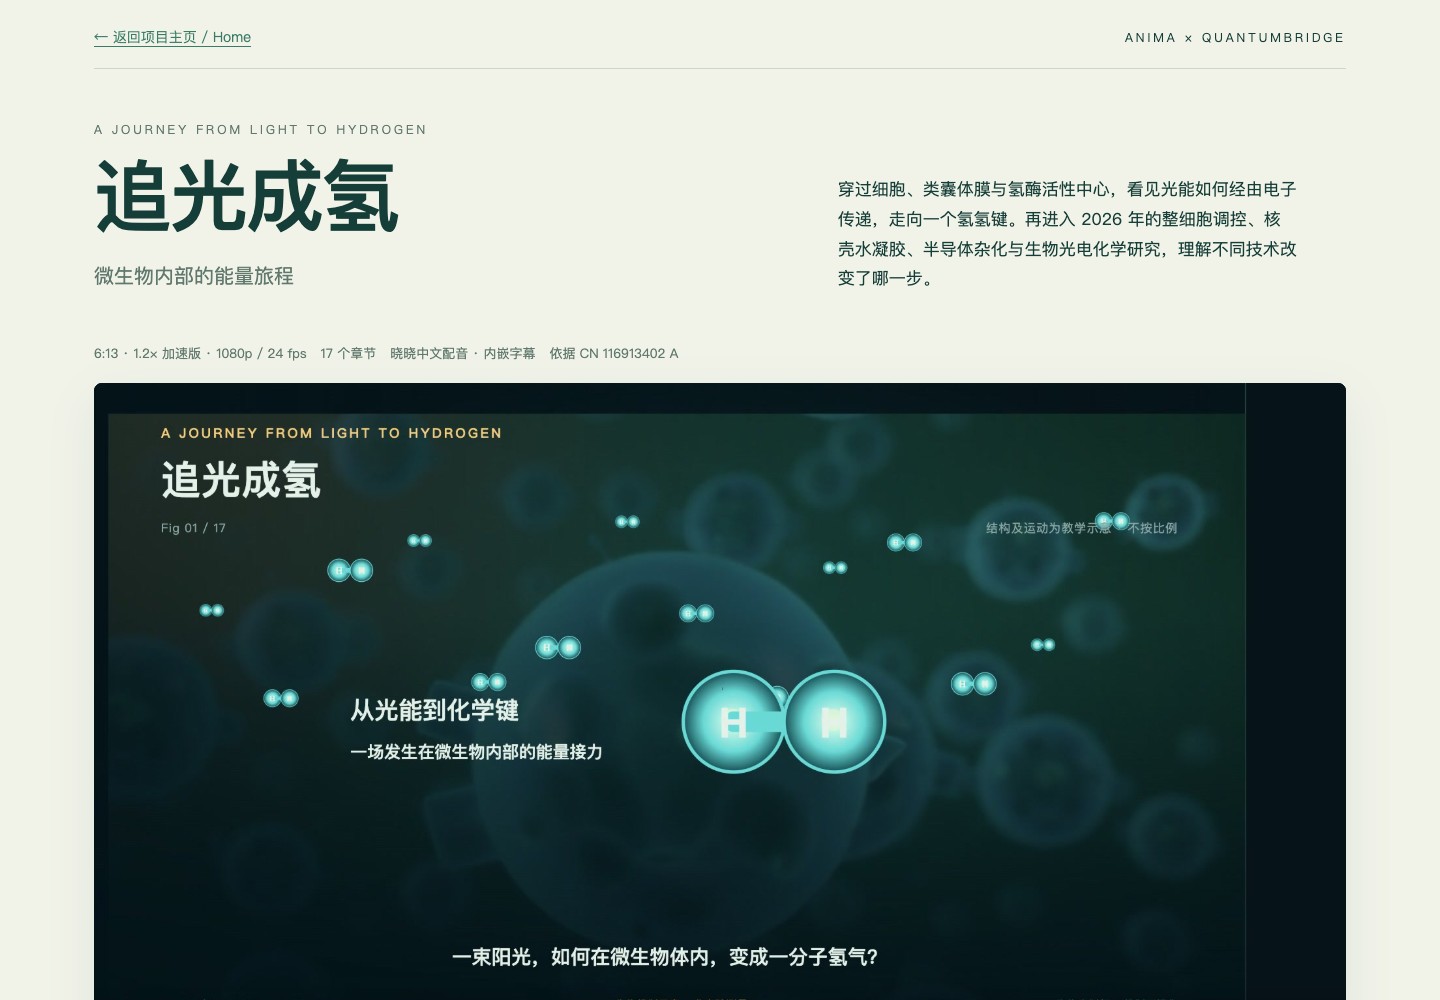 ← 返回项目主页 / Home
ANIMA × QUANTUMBRIDGE
A JOURNEY FROM LIGHT TO HYDROGEN
追光成氢
微生物内部的能量旅程
穿过细胞、类囊体膜与氢酶活性中心，看见光能如何经由电子
传递，走向一个氢氢键。再进入 2026 年的整细胞调控、核
壳水凝胶、半导体杂化与生物光电化学研究，理解不同技术改
变了哪一步。
6:13 · 1.2× 加速版 · 1080p / 24 fps 17 个章节 晓晓中文配音 · 内嵌字幕 依据 CN 116913402 A
A JOURNEY FROM LIGHT TO HYDROGEN
追光成氢
Fig 01 / 17
结构及运动为教学示意 不按比例
从光能到化学键
一场发生在微生物内部的能量接力
H H
一束阳光，如何在微生物体内，变成一分子氢气？